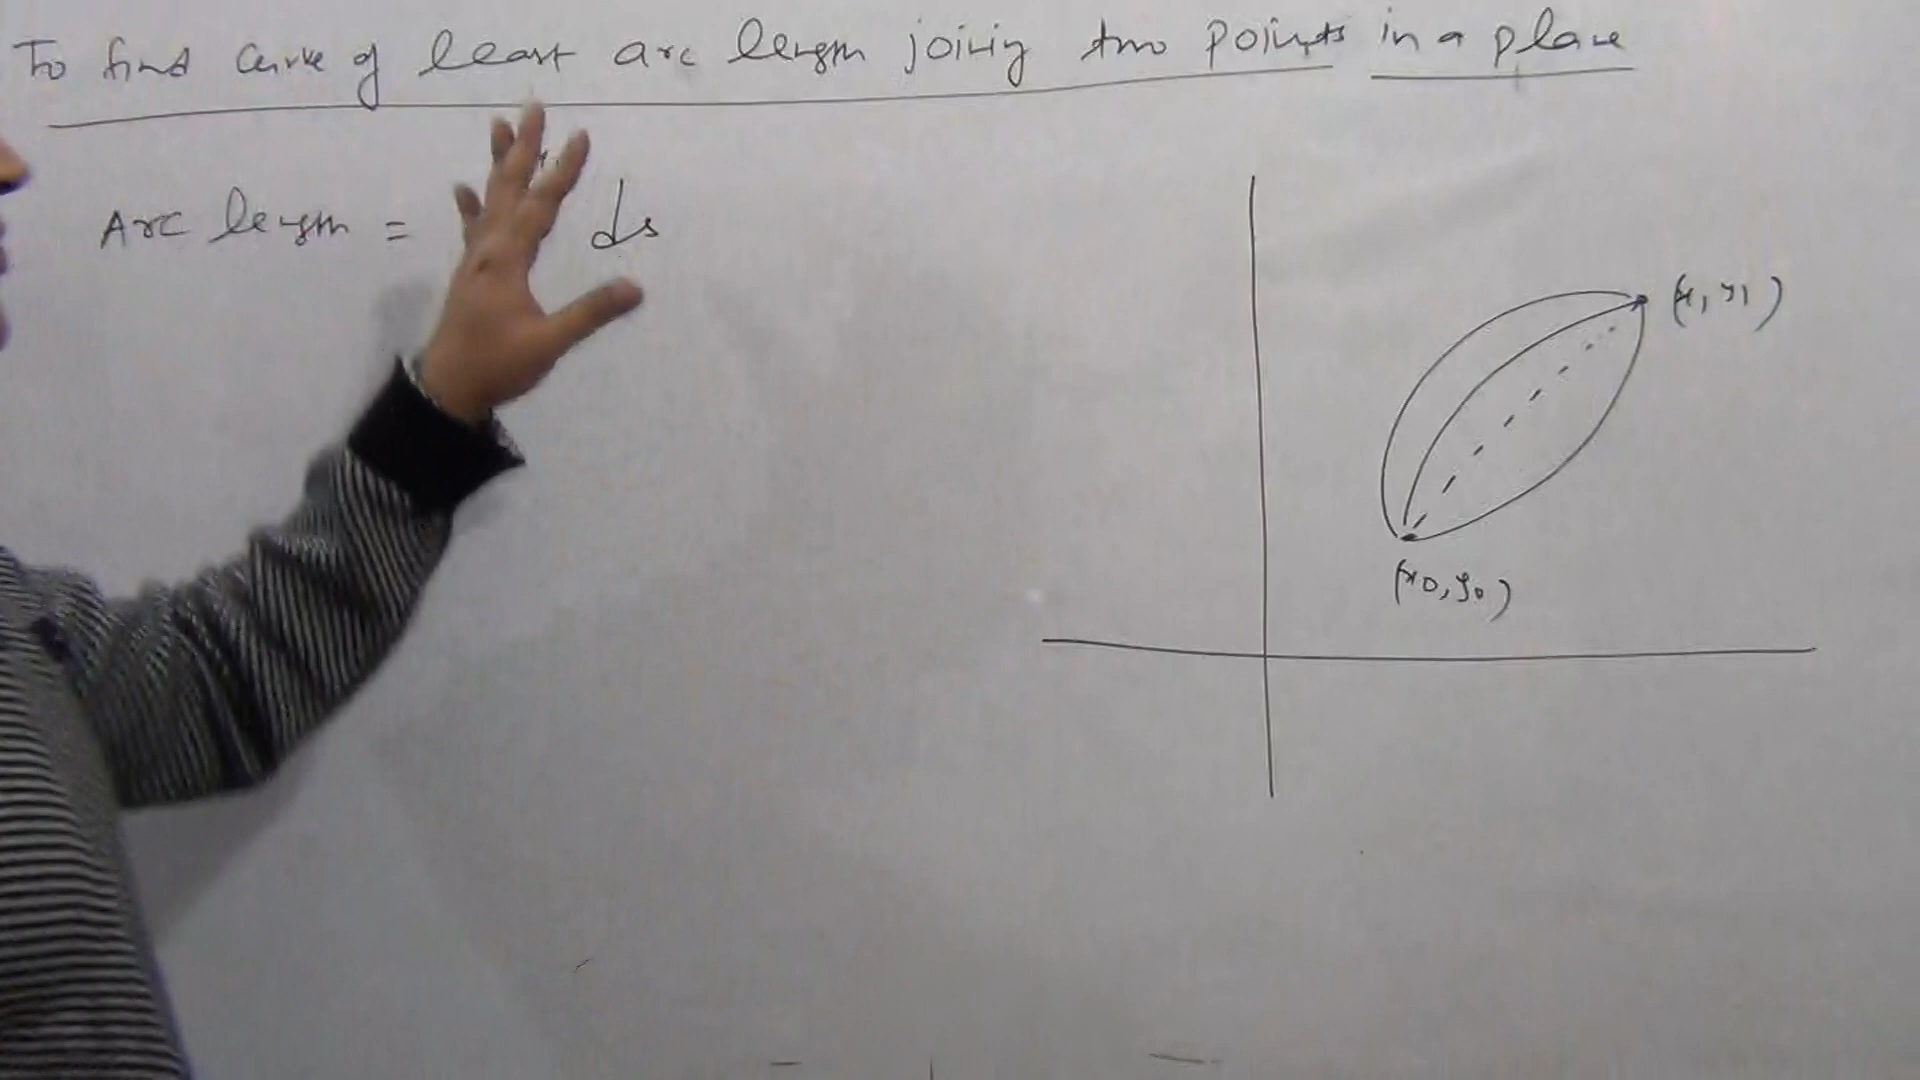 To find curve of least arc length joining two points in a plane
Arc length = ds
(x1, y1)
(x0, y0)